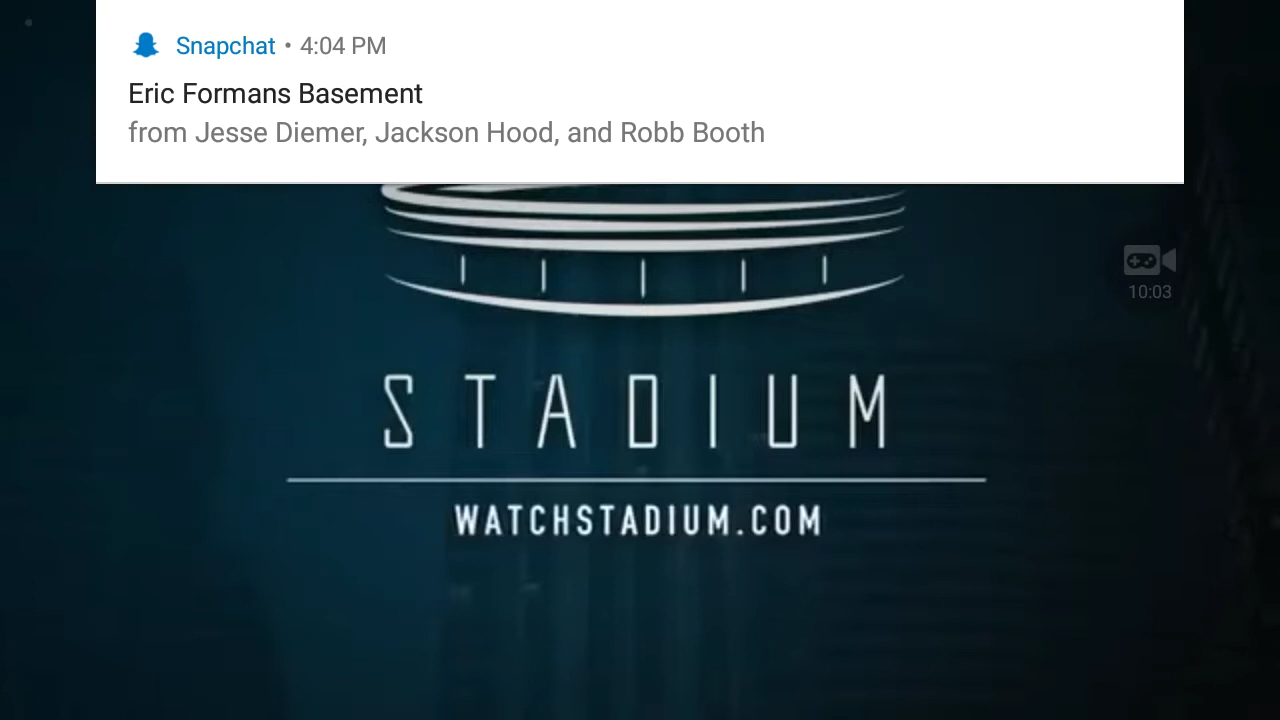 Snapchat • 4:04 PM
Eric Formans Basement
from Jesse Diemer, Jackson Hood, and Robb Booth
10:03
STADIUM
WATCHSTADIUM.COM